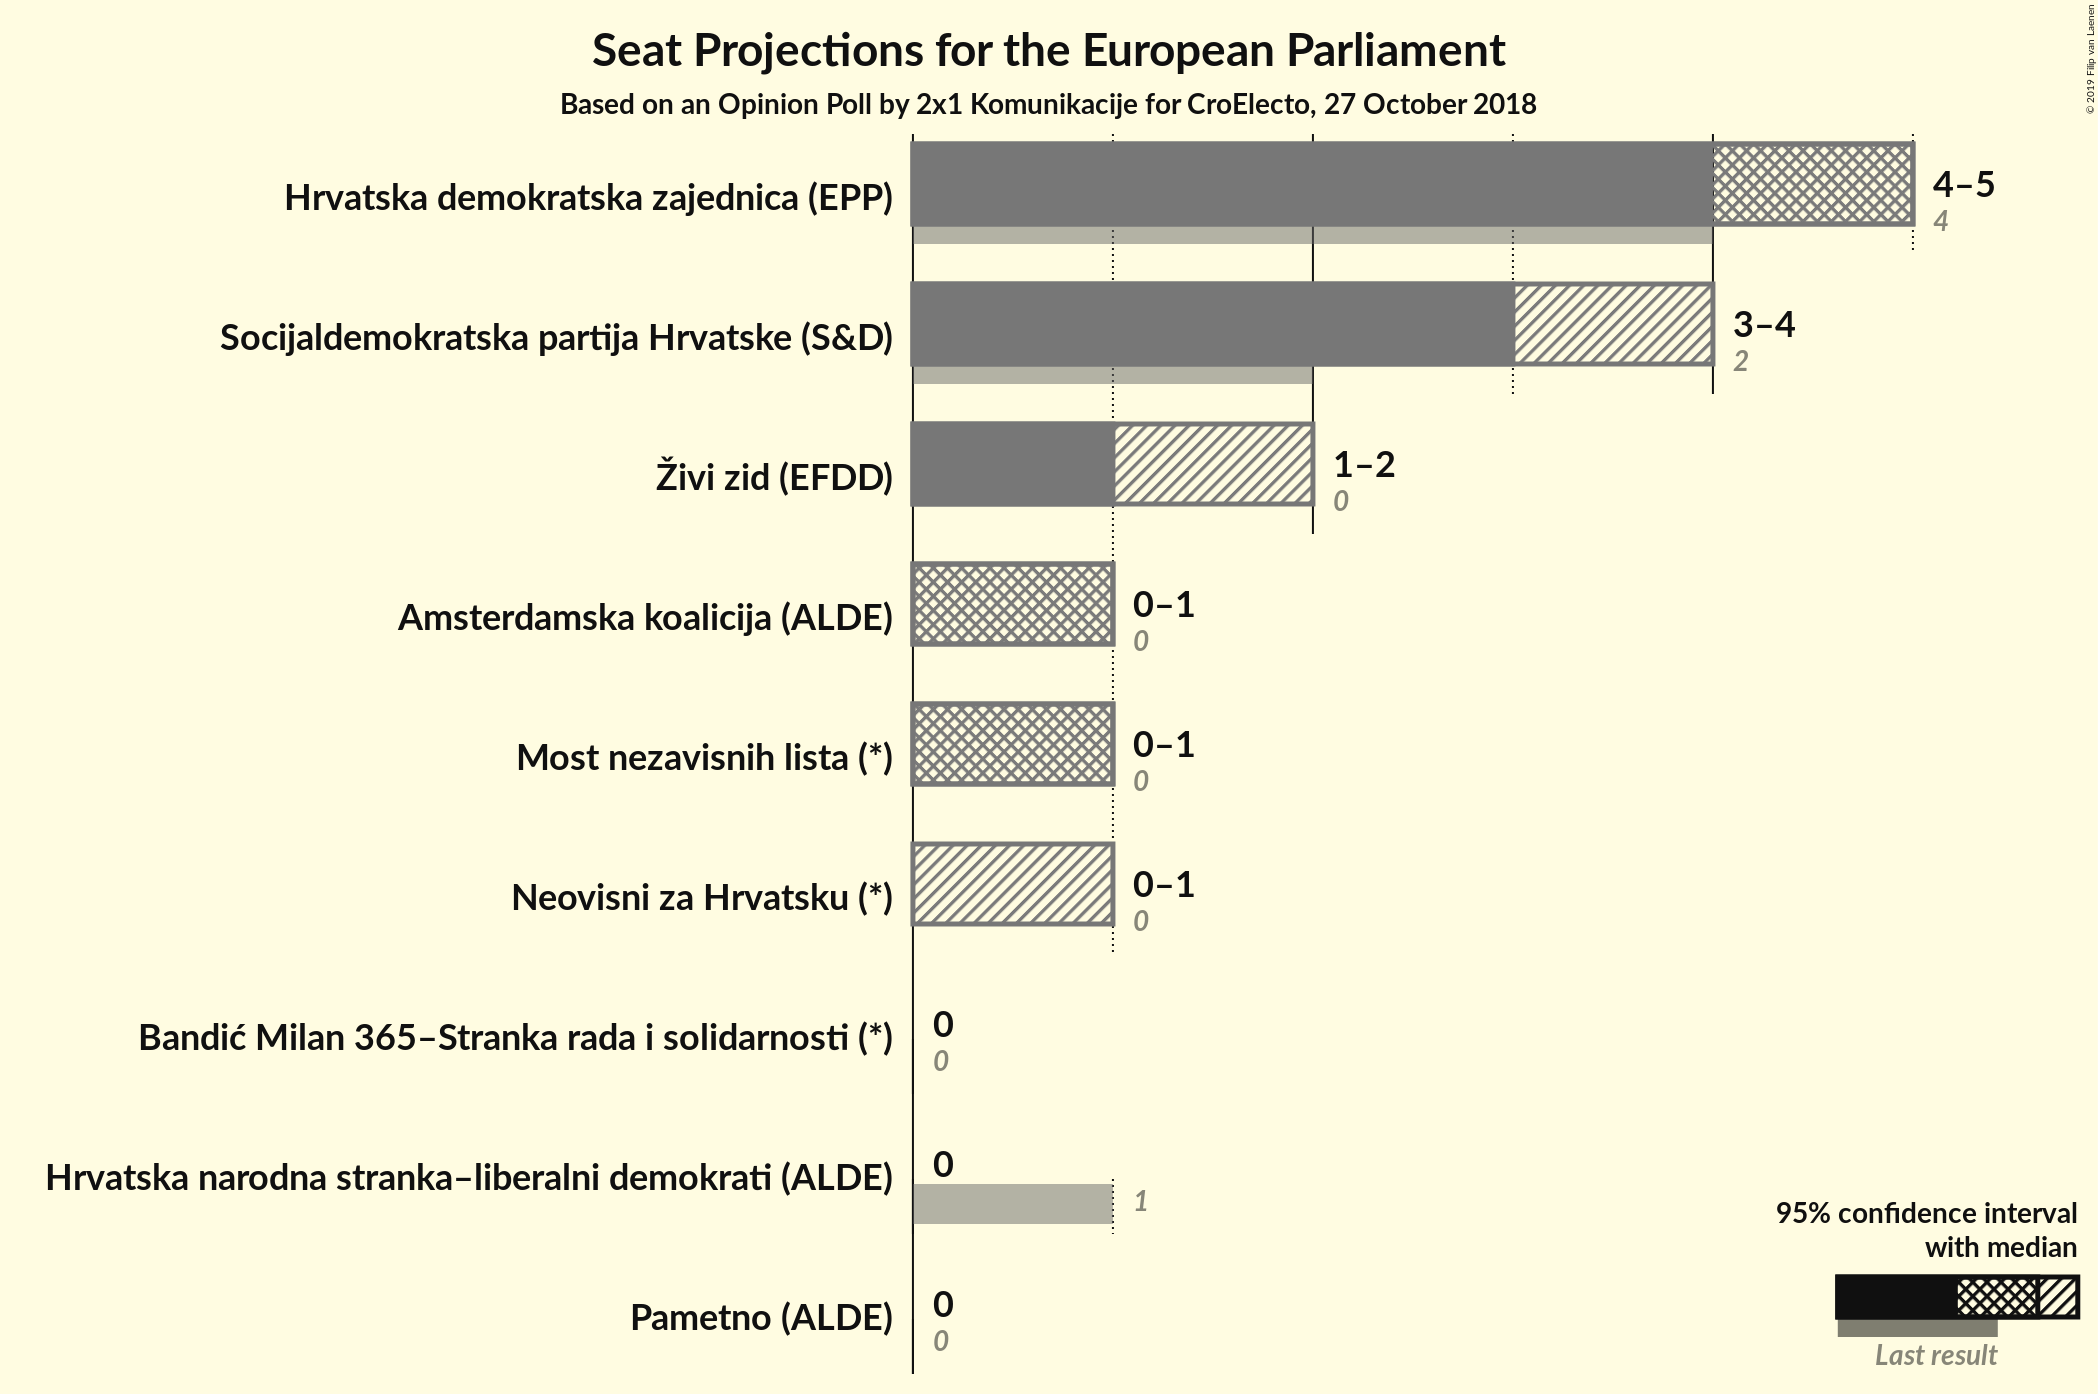 Seat Projections for the European Parliament
Based on an Opinion Poll by 2x1 Komunikacije for CroElecto, 27 October 2018
© 2019 Filip van Laenen
Hrvatska demokratska zajednica (EPP)
4–5
4
Socijaldemokratska partija Hrvatske (S&D)
3–4
2
Živi zid (EFDD)
1–2
0
Amsterdamska koalicija (ALDE)
0–1
0
Most nezavisnih lista (*)
0–1
0
Neovisni za Hrvatsku (*)
0–1
0
Bandić Milan 365–Stranka rada i solidarnosti (*)
0
0
Hrvatska narodna stranka–liberalni demokrati (ALDE)
0
1
Pametno (ALDE)
0
0
95% confidence interval
with median
Last result